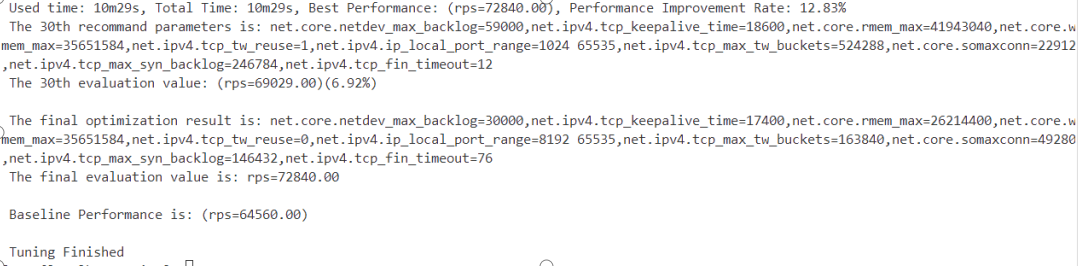 Used time: 10m29s, Total Time: 10m29s, Best Performance: (rps=72840.00), Performance Improvement Rate: 12.83%
The 30th recommand parameters is: net.core.netdev_max_backlog=59000,net.ipv4.tcp_keepalive_time=18600,net.core.rmem_max=41943040,net.core.w
mem_max=35651584,net.ipv4.tcp_tw_reuse=1,net.ipv4.ip_local_port_range=1024 65535,net.ipv4.tcp_max_tw_buckets=524288,net.core.somaxconn=22912
,net.ipv4.tcp_max_syn_backlog=246784,net.ipv4.tcp_fin_timeout=12
The 30th evaluation value: (rps=69029.00)(6.92%)
The final optimization result is: net.core.netdev_max_backlog=30000,net.ipv4.tcp_keepalive_time=17400,net.core.rmem_max=26214400,net.core.w
mem_max=35651584,net.ipv4.tcp_tw_reuse=0,net.ipv4.ip_local_port_range=8192 65535,net.ipv4.tcp_max_tw_buckets=163840,net.core.somaxconn=49280
,net.ipv4.tcp_max_syn_backlog=146432,net.ipv4.tcp_fin_timeout=76
The final evaluation value is: rps=72840.00
Baseline Performance is: (rps=64560.00)
Tuning Finished